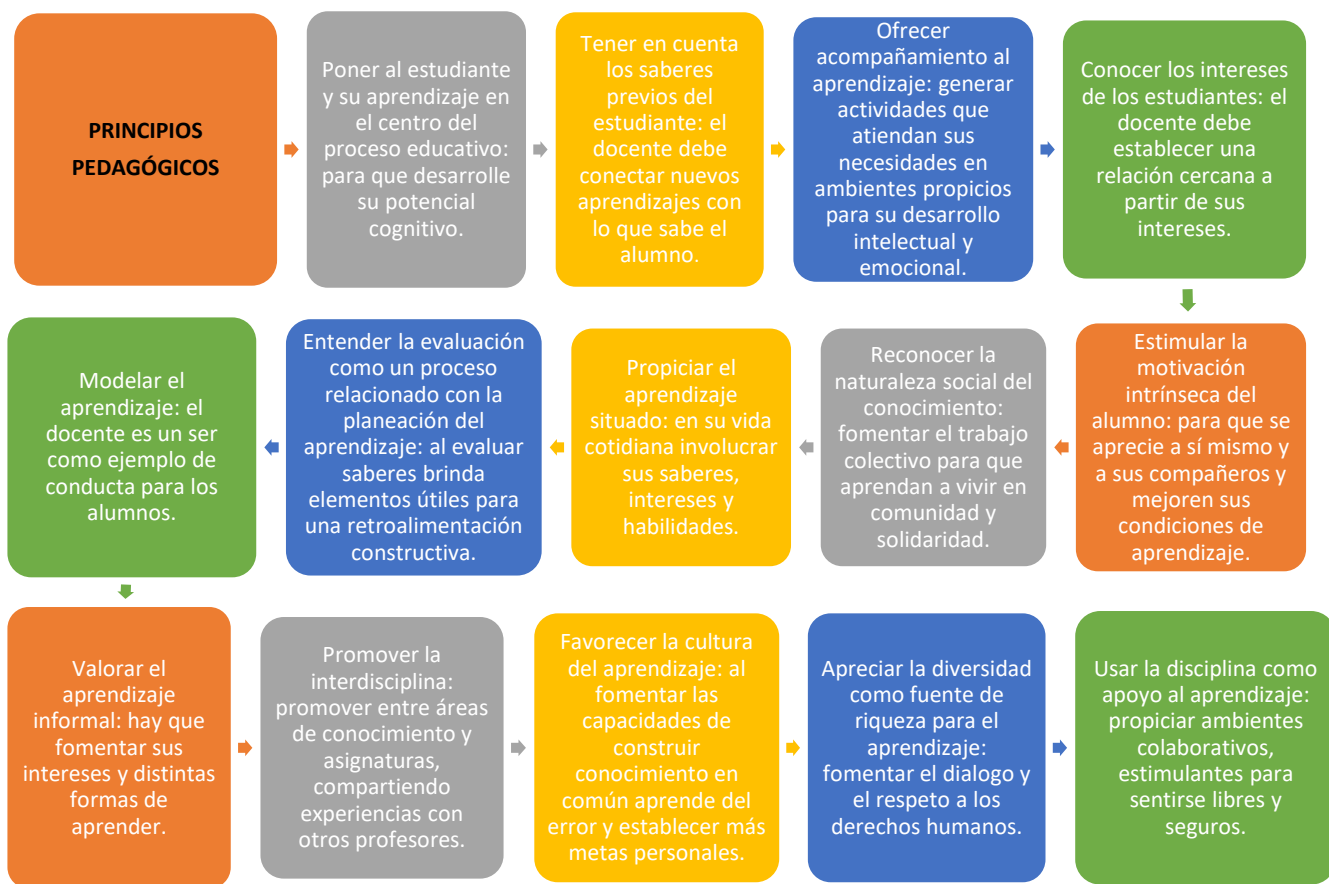 PRINCIPIOS
PEDAGÓGICOS
Poner al estudiante
y su aprendizaje en
el centro del
proceso educativo:
para que desarrolle
su potencial
cognitivo.
Tener en cuenta
los saberes
previos del
estudiante: el
docente debe
conectar nuevos
aprendizajes con
lo que sabe el
alumno.
Ofrecer
acompañamiento al
aprendizaje: generar
actividades que
atiendan sus
necesidades en
ambientes propicios
para su desarrollo
intelectual y
emocional.
Conocer los intereses
de los estudiantes: el
docente debe
establecer una
relación cercana a
partir de sus
intereses.
Estimular la
motivación
intrínseca del
alumno: para que se
aprecie a sí mismo y
a sus compañeros y
mejoren sus
condiciones de
aprendizaje.
Reconocer la
naturaleza social del
conocimiento:
fomentar el trabajo
colectivo para que
aprendan a vivir en
comunidad y
solidaridad.
Propiciar el
aprendizaje
situado: en su vida
cotidiana involucrar
sus saberes,
intereses y
habilidades.
Entender la evaluación
como un proceso
relacionado con la
planeación del
aprendizaje: al evaluar
saberes brinda
elementos útiles para
una retroalimentación
constructiva.
Modelar el
aprendizaje: el
docente es un ser
como ejemplo de
conducta para los
alumnos.
Valorar el
aprendizaje
informal: hay que
fomentar sus
intereses y distintas
formas de
aprender.
Promover la
interdisciplina:
promover entre áreas
de conocimiento y
asignaturas,
compartiendo
experiencias con
otros profesores.
Favorecer la cultura
del aprendizaje: al
fomentar las
capacidades de
construir
conocimiento en
común aprende del
error y establecer más
metas personales.
Apreciar la diversidad
como fuente de
riqueza para el
aprendizaje:
fomentar el dialogo y
el respeto a los
derechos humanos.
Usar la disciplina como
apoyo al aprendizaje:
propiciar ambientes
colaborativos,
estimulantes para
sentirse libres y
seguros.